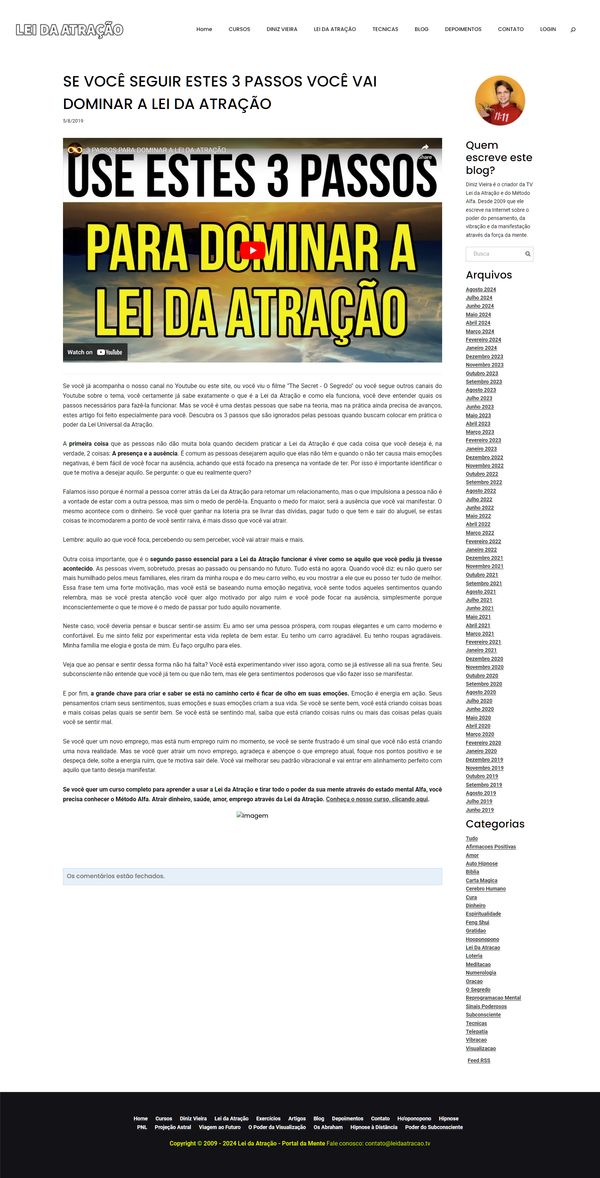 LEI DA ATRAÇÃO
Home CURSOS DINIZ VIEIRA LEI DA ATRAÇÃO TECNICAS BLOG DEPOIMENTOS CONTATO LOGIN
SE VOCÊ SEGUIR ESTES 3 PASSOS VOCÊ VAI
DOMINAR A LEI DA ATRAÇÃO
5/8/2019
3 PASSOS PARA DOMINAR A LEI DA ATRAÇÃO
Share
USE ESTES 3 PASSOS
PARA DOMINAR A
LEI DA ATRAÇÃO
Watch on YouTube
Se você já acompanha o nosso canal no Youtube ou este site, ou você viu o filme "The Secret - O Segredo" ou você segue outros canais do
Youtube sobre o tema, você certamente já sabe exatamente o que é a Lei da Atração e como ela funciona, você deve entender quais os
passos necessários para fazê-la funcionar. Mas se você é uma destas pessoas que sabe na teoria, mas na prática ainda precisa de avanços,
estes artigo foi feito especialmente para você. Descubra os 3 passos que são ignorados pelas pessoas quando buscam colocar em prática o
poder da Lei Universal da Atração.
A primeira coisa que as pessoas não dão muita bola quando decidem praticar a Lei da Atração é que cada coisa que você deseja é, na
verdade, 2 coisas: A presença e a ausência. É comum as pessoas desejarem aquilo que elas não têm e quando o não ter causa mais emoções
negativas, é bem fácil de você focar na ausência, achando que está focado na presença na vontade de ter. Por isso é importante identificar o
que te motiva a desejar aquilo. Se pergunte: o que eu realmente quero?
Falamos isso porque é normal a pessoa correr atrás da Lei da Atração para retomar um relacionamento, mas o que impulsiona a pessoa não é
a vontade de estar com a outra pessoa, mas sim o medo de perdê-la. Enquanto o medo for maior, será a ausência que você vai manifestar. O
mesmo acontece com o dinheiro. Se você quer ganhar na loteria pra se livrar das dívidas, pagar tudo o que tem e sair do aluguel, se estas
coisas te incomodarem a ponto de você sentir raiva, é mais disso que você vai atrair.
Lembre: aquilo ao que você foca, percebendo ou sem perceber, você vai atrair mais e mais.
Outra coisa importante, que é o segundo passo essencial para a Lei da Atração funcionar é viver como se aquilo que você pediu já tivesse
acontecido. As pessoas vivem, sobretudo, presas ao passado ou pensando no futuro. Tudo está no agora. Quando você diz: eu não quero ser
mais humilhado pelos meus familiares, eles riram da minha roupa e do meu carro velho, eu vou mostrar a ele que eu posso ter tudo de melhor.
Essa frase tem uma forte motivação, mas você está se baseando numa emoção negativa, você sente todos aqueles sentimentos quando
relembra, mas se você presta atenção você quer algo motivado por algo ruim e você pode focar na ausência, simplesmente porque
inconscientemente o que te move é o medo de passar por tudo aquilo novamente.
Neste caso, você deveria pensar e buscar sentir-se assim: Eu amo ser uma pessoa próspera, com roupas elegantes e um carro moderno e
confortável. Eu me sinto feliz por experimentar esta vida repleta de bem estar. Eu tenho um carro agradável. Eu tenho roupas agradáveis.
Minha família me elogia e gosta de mim. Eu faço orgulho para eles.
Veja que ao pensar e sentir dessa forma não há falta? Você está experimentando viver isso agora, como se já estivesse ali na sua frente. Seu
subconsciente não entende que você já tem ou que não tem, mas ele gera sentimentos poderosos que vão fazer isso se manifestar.
E por fim, a grande chave para criar e saber se está no caminho certo é ficar de olho em suas emoções. Emoção é energia em ação. Seus
pensamentos criam seus sentimentos, suas emoções e suas emoções criam a sua vida. Se você se sente bem, você está criando coisas boas
e mais coisas pelas quais se sentir bem. Se você está se sentindo mal, saiba que está criando coisas ruins ou mais das coisas pelas quais
você se sentir mal.
Se você quer um novo emprego, mas está num emprego ruim no momento, se você se sente frustrado é um sinal que você não está criando
uma nova realidade. Mas se você quer atrair um novo emprego, agradeça e abençoe o que emprego atual, foque nos pontos positivo e se
despeça dele, solte a energia ruim, que te motiva sair dele. Você vai melhorar seu padrão vibracional e vai entrar em alinhamento perfeito com
aquilo que tanto deseja manifestar.
Se você quer um curso completo para aprender a usar a Lei da Atração e tirar todo o poder da sua mente através do estado mental Alfa, você
precisa conhecer o Método Alfa. Atrair dinheiro, saúde, amor, emprego através da Lei da Atração. Conheça o nosso curso, clicando aqui.
Imagem
Os comentários estão fechados.
11:11
Quem
escreve este
blog?
Diniz Vieira é o criador da TV
Lei da Atração e do Método
Alfa. Desde 2009 que ele
escreve na Internet sobre o
poder do pensamento, da
vibração e da manifestação
através da força da mente.
Busca
Arquivos
Agosto 2024
Julho 2024
Junho 2024
Maio 2024
Abril 2024
Março 2024
Fevereiro 2024
Janeiro 2024
Dezembro 2023
Novembro 2023
Outubro 2023
Setembro 2023
Agosto 2023
Julho 2023
Junho 2023
Maio 2023
Abril 2023
Março 2023
Fevereiro 2023
Janeiro 2023
Dezembro 2022
Novembro 2022
Outubro 2022
Setembro 2022
Agosto 2022
Julho 2022
Junho 2022
Maio 2022
Abril 2022
Março 2022
Fevereiro 2022
Janeiro 2022
Dezembro 2021
Novembro 2021
Outubro 2021
Setembro 2021
Agosto 2021
Julho 2021
Junho 2021
Maio 2021
Abril 2021
Março 2021
Fevereiro 2021
Janeiro 2021
Dezembro 2020
Novembro 2020
Outubro 2020
Setembro 2020
Agosto 2020
Julho 2020
Junho 2020
Maio 2020
Abril 2020
Março 2020
Fevereiro 2020
Janeiro 2020
Dezembro 2019
Novembro 2019
Outubro 2019
Setembro 2019
Agosto 2019
Julho 2019
Junho 2019
Categorias
Tudo
Afirmacoes Positivas
Amor
Auto Hipnose
Biblia
Carta Magica
Cerebro Humano
Cura
Dinheiro
Espiritualidade
Feng Shui
Gratidao
Hooponopono
Lei Da Atracao
Loteria
Meditacao
Numerologia
Oracao
O Segredo
Reprogramacao Mental
Sinais Poderosos
Subconsciente
Tecnicas
Telepatia
Vibracao
Visualizacao
Feed RSS
Home Cursos Diniz Vieira Lei da Atração Exercícios Artigos Blog Depoimentos Contato Ho'oponopono Hipnose
PNL Projeção Astral Viagem ao Futuro O Poder da Visualização Os Abraham Hipnose à Distância Poder do Subconsciente
Copyright © 2009 - 2024 Lei da Atração - Portal da Mente Fale conosco: contato@leidaatracao.tv